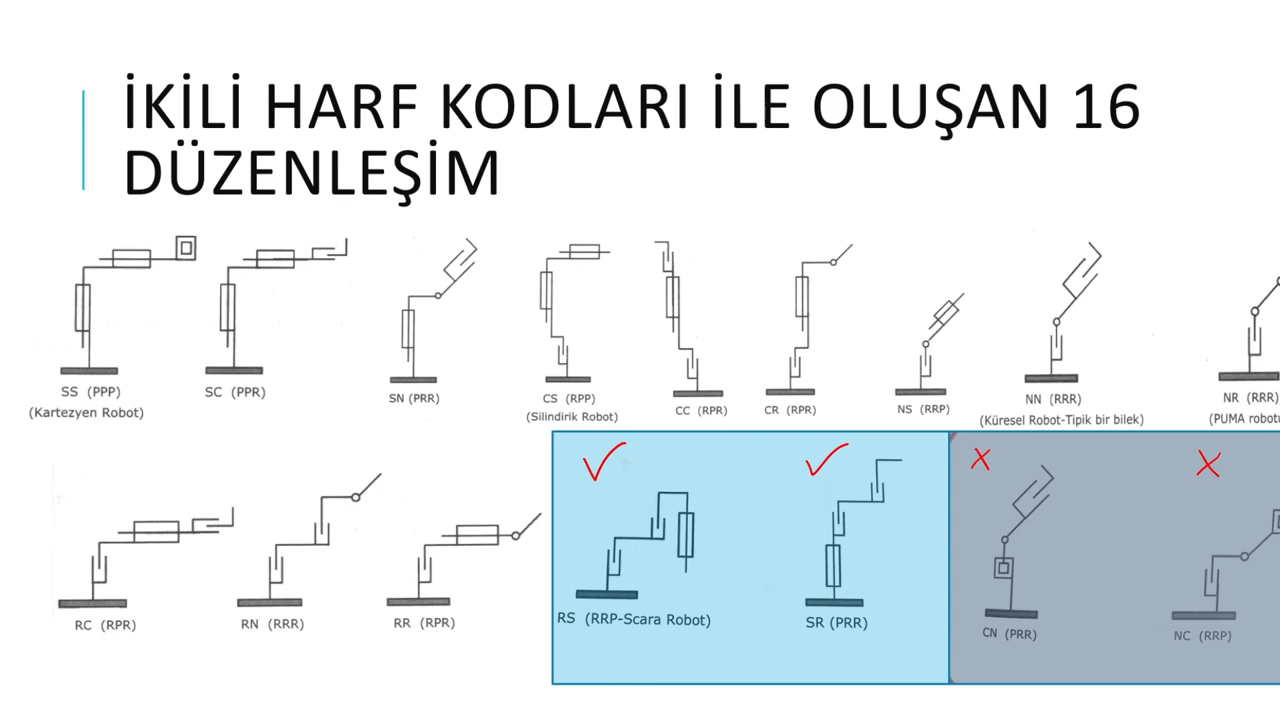 İKİLİ HARF KODLARI İLE OLUŞAN 16
DÜZENLEŞİM
SS (PPP)
(Kartezyen Robot)
SC (PPR)
SN (PRR)
CS (RPP)
(Silindirik Robot)
CC (RPR)
CR (RPR)
NS (RRP)
NN (RRR)
(Küresel Robot-Tipik bir bilek)
NR (RRR)
(PUMA robotu
RC (RPR)
RN (RRR)
RR (RPR)
RS (RRP-Scara Robot)
SR (PRR)
CN (PRR)
NC (RRP)